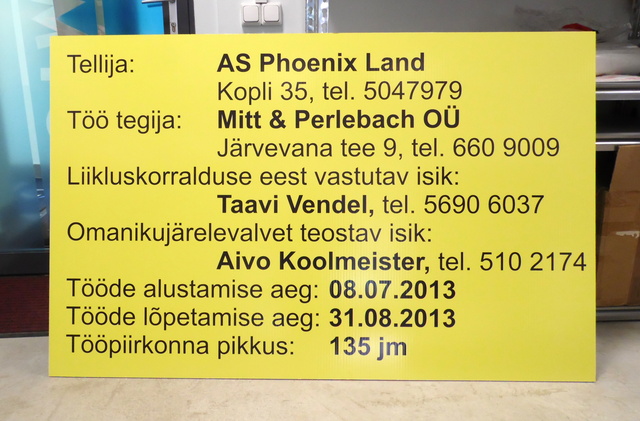 Tellija: AS Phoenix Land
Kopli 35, tel. 5047979
Töö tegija: Mitt & Perlebach OÜ
Järvevana tee 9, tel. 660 9009
Liikluskorralduse eest vastutav isik:
Taavi Vendel, tel. 5690 6037
Omanikujärelevalvet teostav isik:
Aivo Koolmeister, tel. 510 2174
Tööde alustamise aeg: 08.07.2013
Tööde lõpetamise aeg: 31.08.2013
Tööpiirkonna pikkus: 135 jm